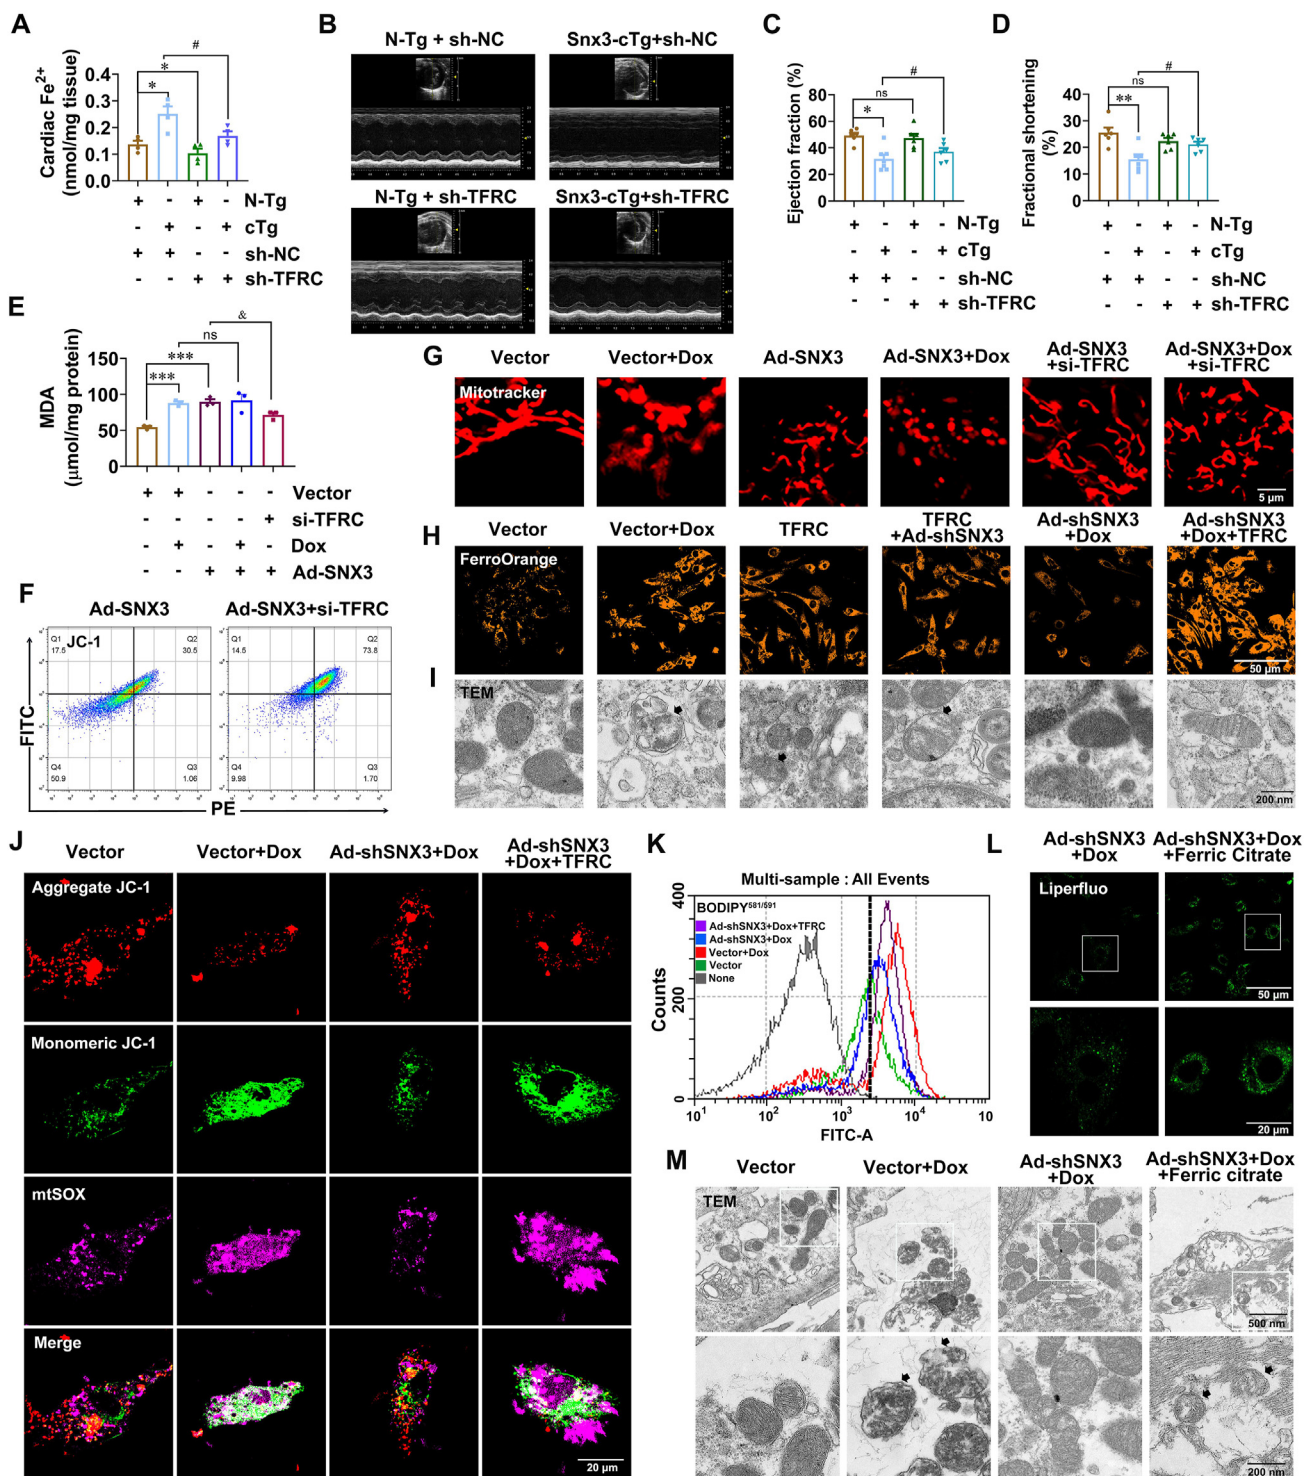 A
Cardiac Fe2+
(nmol/mg tissue)
0.4
0.3
0.2
0.1
0.0
*
*
#
+ - + - N-Tg
- + - + cTg
+ + - - sh-NC
- - + + sh-TFRC
B
N-Tg + sh-NC
Snx3-cTg+sh-NC
N-Tg + sh-TFRC
Snx3-cTg+sh-TFRC
C
Ejection fraction (%)
80
60
40
20
0
*
ns
#
+ - + - N-Tg
- + - + cTg
+ + - - sh-NC
- - + + sh-TFRC
D
Fractional shortening
(%)
40
30
20
10
0
**
ns
#
+ - + - N-Tg
- + - + cTg
+ + - - sh-NC
- - + + sh-TFRC
E
MDA
(μmol/mg protein)
150
100
50
0
***
***
ns
&
+ + - - - Vector
- - - - + si-TFRC
- + - + - Dox
- - + + + Ad-SNX3
F
Ad-SNX3
Ad-SNX3+si-TFRC
JC-1
Q1
17.5
Q2
30.5
Q4
50.9
Q3
1.06
Q1
14.5
Q2
73.8
Q4
9.98
Q3
1.70
FITC
PE
G
Vector
Vector+Dox
Ad-SNX3
Ad-SNX3+Dox
Ad-SNX3
+si-TFRC
Ad-SNX3+Dox
+si-TFRC
Mitotracker
5 μm
H
Vector
Vector+Dox
TFRC
TFRC
+Ad-shSNX3
Ad-shSNX3
+Dox
Ad-shSNX3
+Dox+TFRC
FerroOrange
50 μm
I
TEM
200 nm
J
Vector
Vector+Dox
Ad-shSNX3+Dox
Ad-shSNX3
+Dox+TFRC
Aggregate JC-1
Monomeric JC-1
mtSOX
Merge
20 μm
K
Multi-sample : All Events
BODIPY581/591
Ad-shSNX3+Dox+TFRC
Ad-shSNX3+Dox
Vector+Dox
Vector
None
Counts
400
200
0
10^1
10^2
10^3
10^4
10
FITC-A
L
Ad-shSNX3
+Dox
Ad-shSNX3+Dox
+Ferric Citrate
Liperfluo
50 μm
20 μm
M
Vector
Vector+Dox
Ad-shSNX3
+Dox
Ad-shSNX3+Dox
+Ferric citrate
TEM
500 nm
200 nm